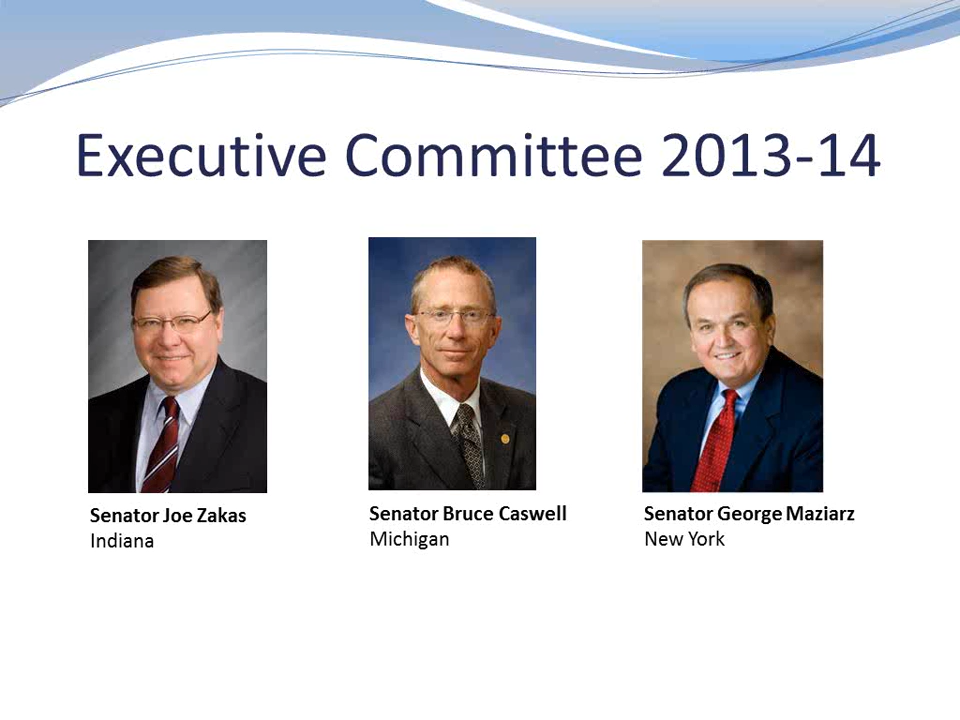 Executive Committee 2013-14
Senator Joe Zakas
Indiana
Senator Bruce Caswell
Michigan
Senator George Maziarz
New York